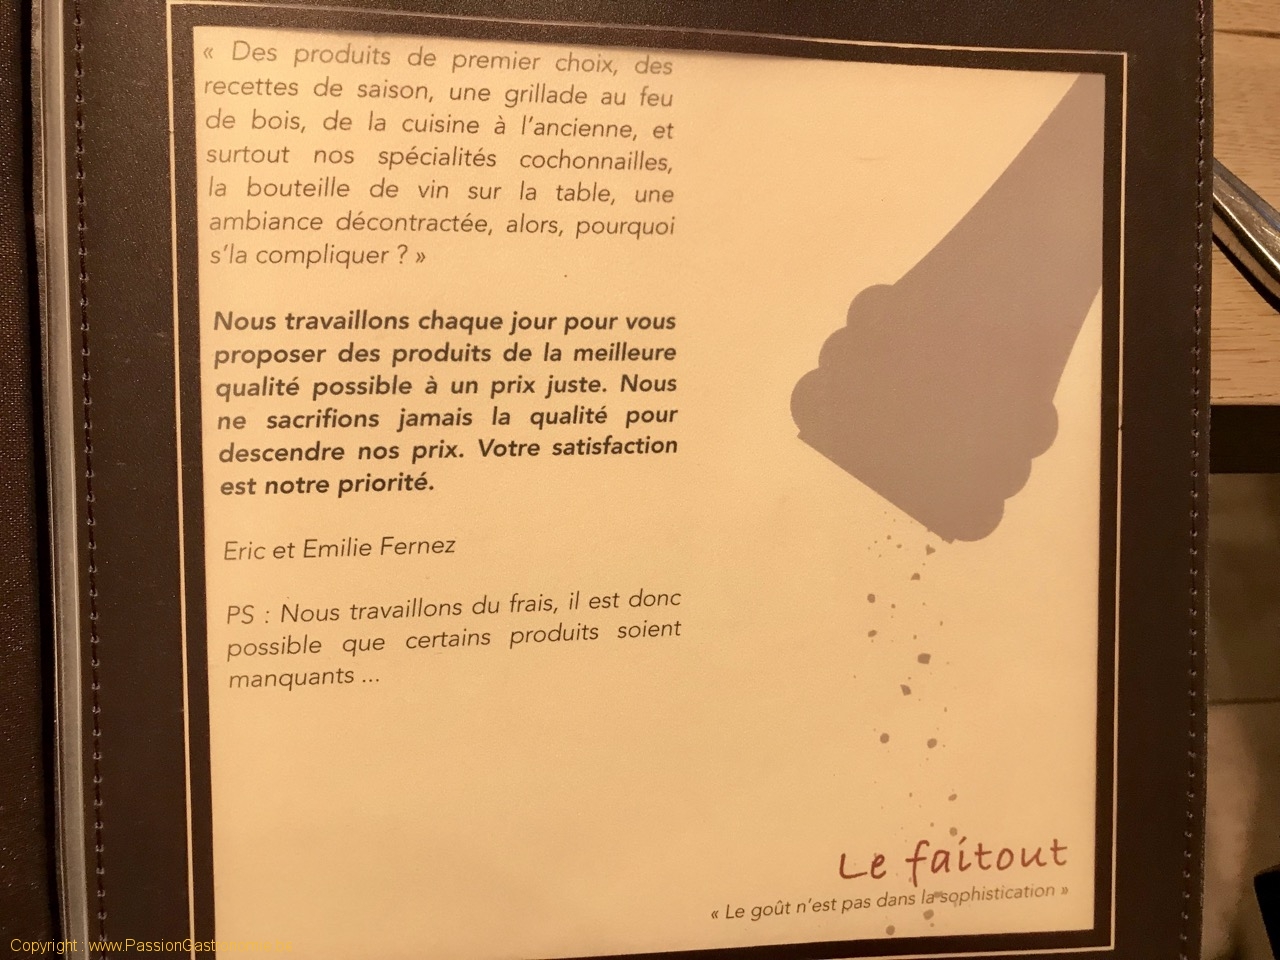 « Des produits de premier choix, des
recettes de saison, une grillade au feu
de bois, de la cuisine à l'ancienne, et
surtout nos spécialités cochonnailles,
la bouteille de vin sur la table, une
ambiance décontractée, alors, pourquoi
s'la compliquer ? »
Nous travaillons chaque jour pour vous
proposer des produits de la meilleure
qualité possible à un prix juste. Nous
ne sacrifions jamais la qualité pour
descendre nos prix. Votre satisfaction
est notre priorité.
Eric et Emilie Fernez
PS : Nous travaillons du frais, il est donc
possible que certains produits soient
manquants ...
Le faitout
« Le goût n'est pas dans la sophistication »
Copyright :